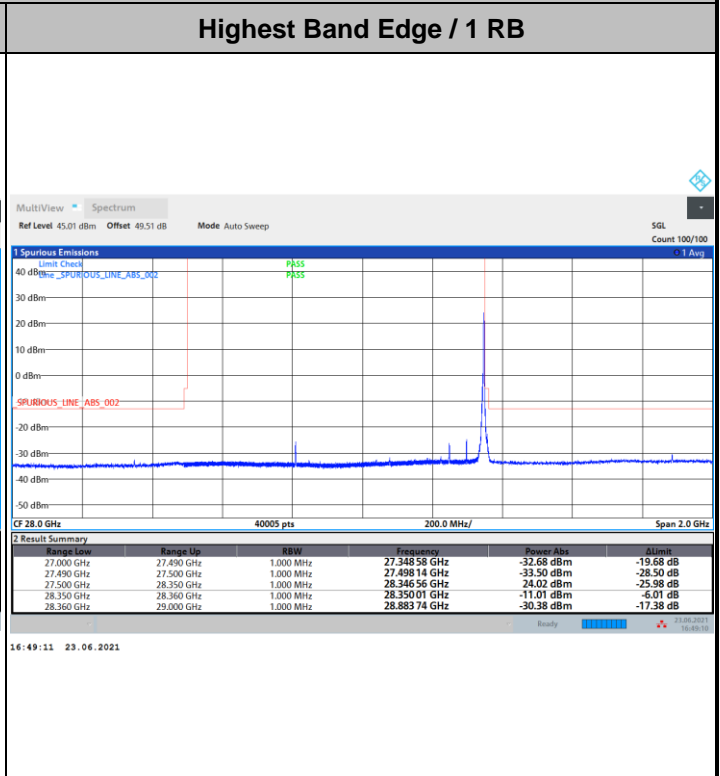 Highest Band Edge / 1 RB
MultiView Spectrum
Ref Level 45.01 dBm Offset 49.51 dB Mode Auto Sweep SGL
Count 100/100
1 Spurious Emissions 1 Avg
Limit Check PASS
40 dBm Line _SPURIOUS_LINE_ABS_002 PASS
30 dBm
20 dBm
10 dBm
0 dBm
_SPURIOUS_LINE_ABS_002
-20 dBm
-30 dBm
-40 dBm
-50 dBm
CF 28.0 GHz 40005 pts 200.0 MHz/ Span 2.0 GHz
2 Result Summary
Range Low Range Up RBW Frequency Power Abs ΔLimit
27.000 GHz 27.490 GHz 1.000 MHz 27.348 58 GHz -32.68 dBm -19.68 dB
27.490 GHz 27.500 GHz 1.000 MHz 27.498 14 GHz -33.50 dBm -28.50 dB
27.500 GHz 28.350 GHz 1.000 MHz 28.346 56 GHz 24.02 dBm -25.98 dB
28.350 GHz 28.360 GHz 1.000 MHz 28.350 01 GHz -11.01 dBm -6.01 dB
28.360 GHz 29.000 GHz 1.000 MHz 28.883 74 GHz -30.38 dBm -17.38 dB
Ready 23.06.2021
16:49:10
16:49:11 23.06.2021